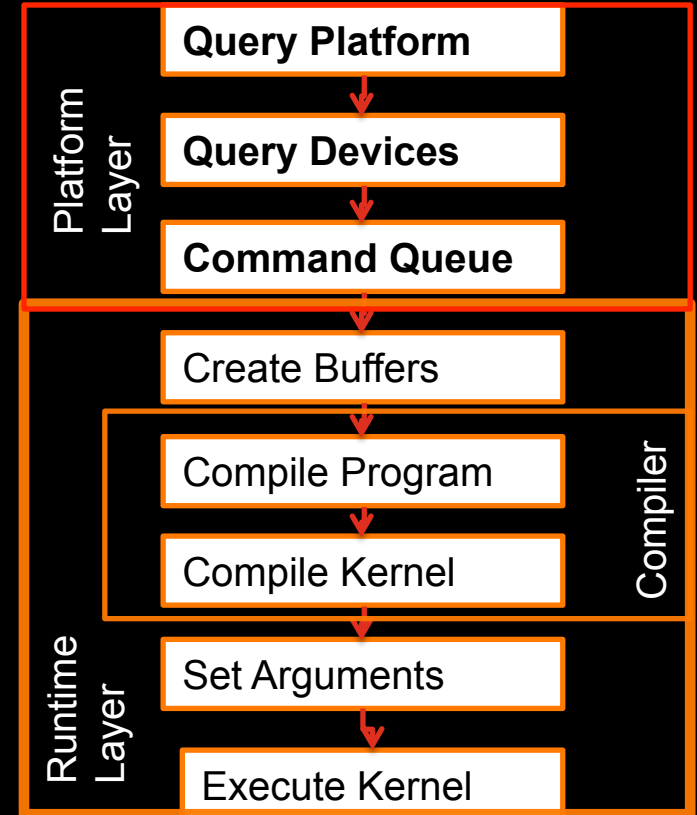 Query Platform
Platform
Layer
Query Devices
Command Queue
Create Buffers
Compile Program
Compiler
Compile Kernel
Runtime
Layer
Set Arguments
Execute Kernel